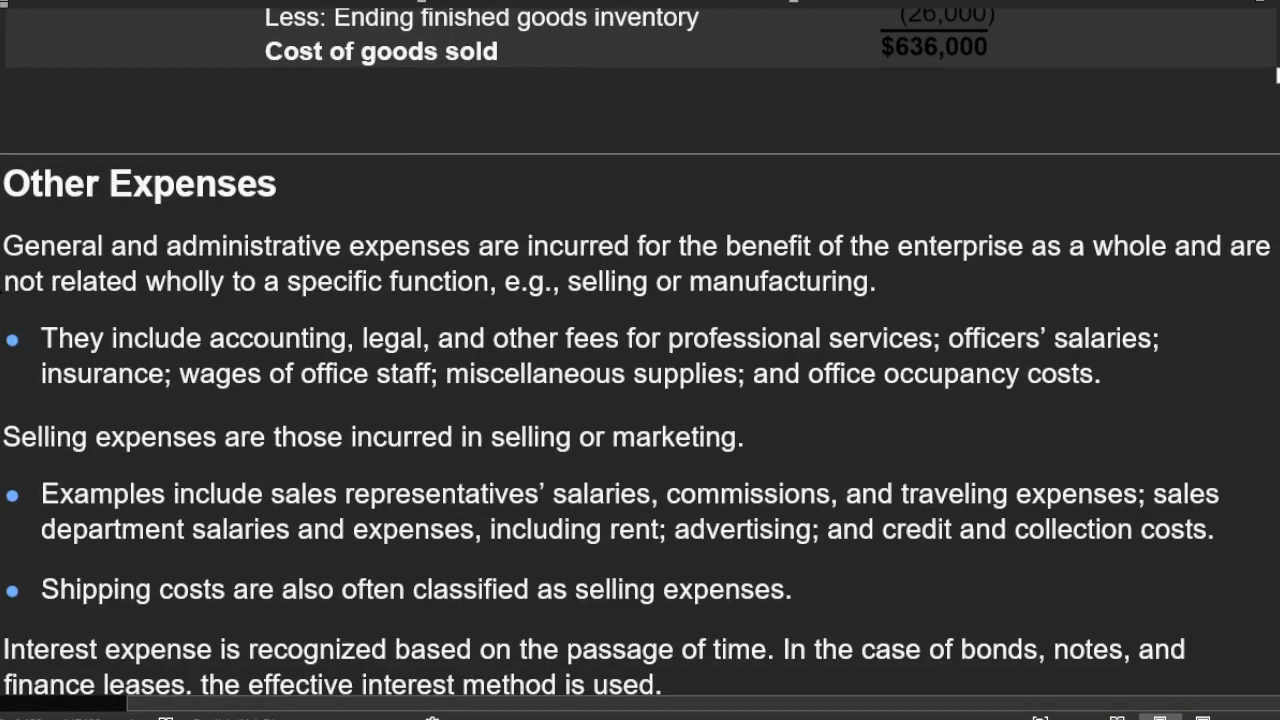 Less: Ending finished goods inventory (26,000)
Cost of goods sold $636,000
Other Expenses
General and administrative expenses are incurred for the benefit of the enterprise as a whole and are
not related wholly to a specific function, e.g., selling or manufacturing.
• They include accounting, legal, and other fees for professional services; officers’ salaries;
insurance; wages of office staff; miscellaneous supplies; and office occupancy costs.
Selling expenses are those incurred in selling or marketing.
• Examples include sales representatives’ salaries, commissions, and traveling expenses; sales
department salaries and expenses, including rent; advertising; and credit and collection costs.
• Shipping costs are also often classified as selling expenses.
Interest expense is recognized based on the passage of time. In the case of bonds, notes, and
finance leases, the effective interest method is used.